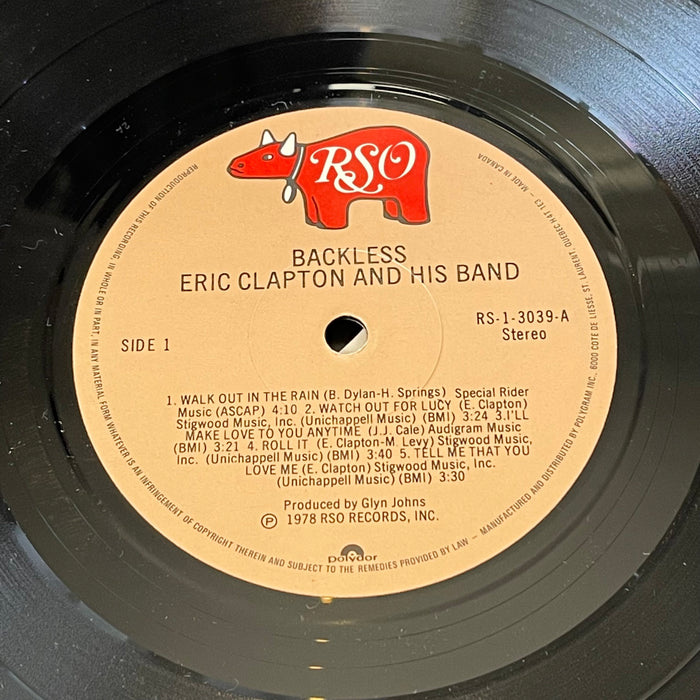 RSO
BACKLESS
ERIC CLAPTON AND HIS BAND
SIDE 1
RS-1-3039-A
Stereo
1. WALK OUT IN THE RAIN (B. Dylan-H. Springs) Special Rider
Music (ASCAP) 4:10 2. WATCH OUT FOR LUCY (E. Clapton)
Stigwood Music, Inc. (Unichappell Music) (BMI) 3:24 3.I'LL
MAKE LOVE TO YOU ANYTIME (J.J. Cale) Audigram Music
(BMI) 3:21 4. ROLL IT (E. Clapton-M. Levy) Stigwood Music,
Inc. (Unichappell Music) (BMI) 3:40 5. TELL ME THAT YOU
LOVE ME (E. Clapton) Stigwood Music, Inc.
(Unichappell Music) (BMI) 3:30
Produced by Glyn Johns
Ⓟ 1978 RSO RECORDS, INC.
polydor
REPRODUCTION OF THIS RECORDING, IN WHOLE OR IN PART, IN ANY MATERIAL FORM WHATEVER IS AN INFRINGEMENT OF COPYRIGHT THEREIN AND SUBJECT TO THE REMEDIES PROVIDED BY LAW – MANUFACTURED AND DISTRIBUTED BY POLYGRAM INC., 6000 COTE DE LIESSE, ST. LAURENT, QUEBEC H4T 1E3 – MADE IN CANADA